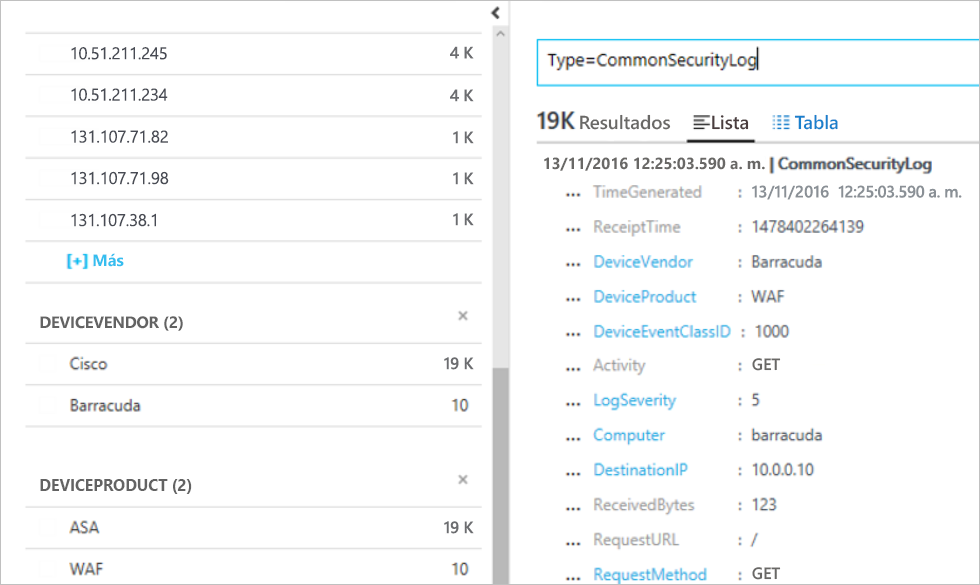 10.51.211.245 4 K
10.51.211.234 4 K
131.107.71.82 1 K
131.107.71.98 1 K
131.107.38.1 1 K
[+] Más
DEVICEVENDOR (2) ×
Cisco 19 K
Barracuda 10
DEVICEPRODUCT (2) ×
ASA 19 K
WAF 10
Type=CommonSecurityLog
19K Resultados Lista Tabla
13/11/2016 12:25:03.590 a. m. | CommonSecurityLog
... TimeGenerated : 13/11/2016 12:25:03.590 a. m.
... ReceiptTime : 1478402264139
... DeviceVendor : Barracuda
... DeviceProduct : WAF
... DeviceEventClassID : 1000
... Activity : GET
... LogSeverity : 5
... Computer : barracuda
... DestinationIP : 10.0.0.10
... ReceivedBytes : 123
... RequestURL : /
... RequestMethod : GET